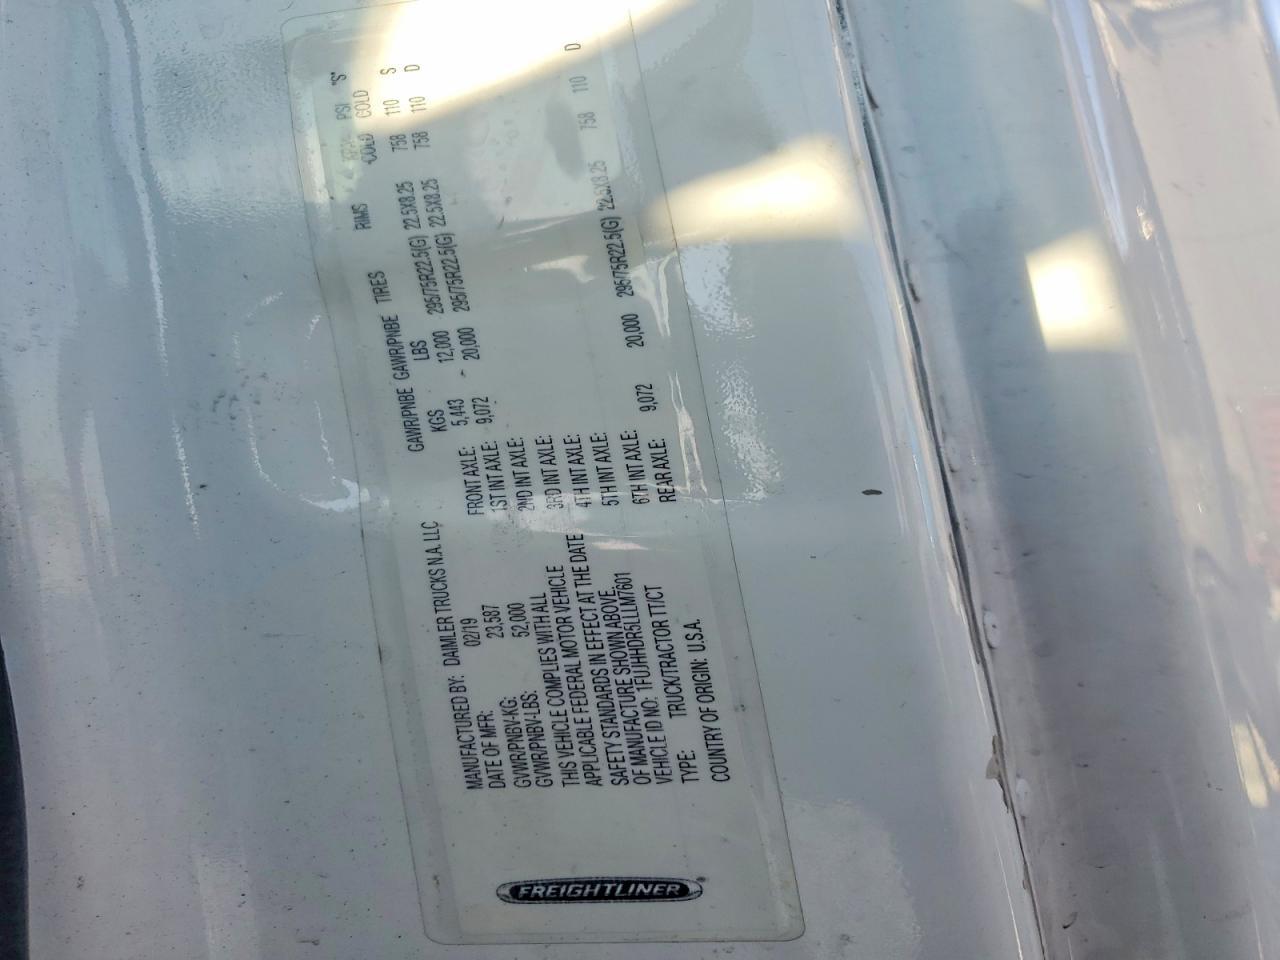 FREIGHTLINER
MANUFACTURED BY: DAIMLER TRUCKS N.A. LLC
DATE OF MFR: 02/19
GVWR/PNBV-KG: 23,587
GVWR/PNBV-LBS: 52,000
THIS VEHICLE COMPLIES WITH ALL
APPLICABLE FEDERAL MOTOR VEHICLE
SAFETY STANDARDS IN EFFECT AT THE DATE
OF MANUFACTURE SHOWN ABOVE.
VEHICLE ID NO: 1FUJHHDR5LLLM7601
TYPE: TRUCK/TRACTOR TT/CT
COUNTRY OF ORIGIN: U.S.A.
GAWR/PNBE GAWR/PNBE TIRES RIMS PSI "S"
KGS LBS COLD COLD D
FRONT AXLE: 5,443 12,000 295/75R22.5(G) 22.5X8.25 758 110 S
1ST INT AXLE: 9,072 20,000 295/75R22.5(G) 22.5X8.25 758 110 D
2ND INT AXLE:
3RD INT AXLE:
4TH INT AXLE:
5TH INT AXLE:
6TH INT AXLE:
REAR AXLE: 9,072 20,000 295/75R22.5(G) 22.5X8.25 758 110 D